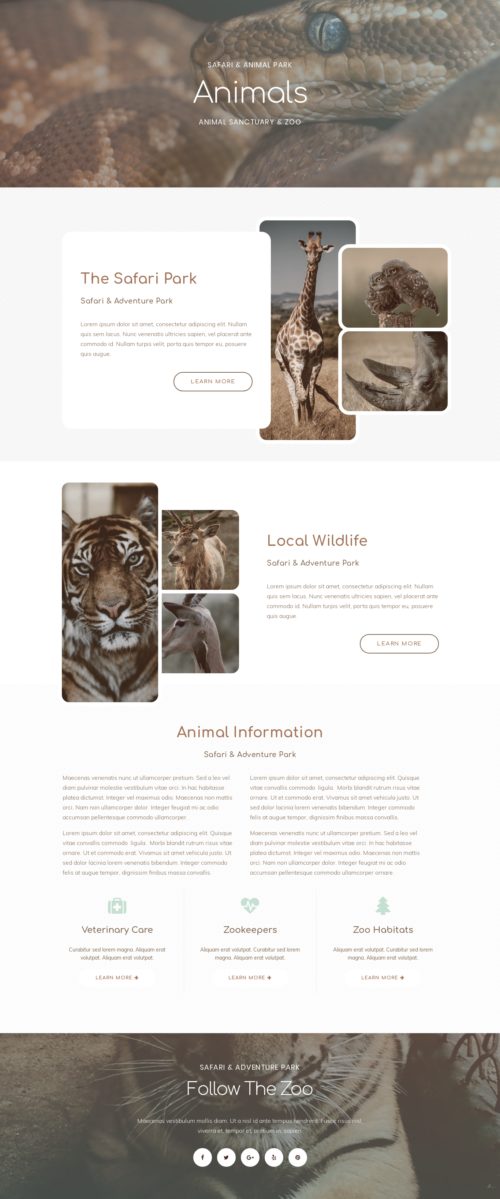 SAFARI & ANIMAL PARK
Animals
ANIMAL SANCTUARY & ZOO
The Safari Park
Safari & Adventure Park
Lorem ipsum dolor sit amet, consectetur adipiscing elit. Nullam
quis sem lacus. Nunc venenatis ultricies sapien, vel placerat ante
commodo id. Nullam turpis velit, porta quis tempor eu, posuere
quis augue.
LEARN MORE
Local Wildlife
Safari & Adventure Park
Lorem ipsum dolor sit amet, consectetur adipiscing elit. Nullam
quis sem lacus. Nunc venenatis ultricies sapien, vel placerat ante
commodo id. Nullam turpis velit, porta quis tempor eu, posuere
quis augue.
LEARN MORE
Animal Information
Safari & Adventure Park
Maecenas venenatis nunc ut ullamcorper pretium. Sed a leo vel
diam pulvinar molestie vestibulum vitae orci. In hac habitasse
platea dictumst. Integer vel maximus odio. Maecenas non mattis
orci. Nam non ullamcorper dolor. Integer feugiat mi ac odio
accumsan pellentesque commodo ullamcorper.
Lorem ipsum dolor sit amet, consectetur adipiscing elit. Quisque
vitae convallis commodo. ligula. Morbi blandit rutrum risus vitae
ornare. Ut et commodo erat. Vivamus sit amet vehicula justo. Ut
sed dolor lacinia lorem venenatis bibendum. Integer commodo
felis at augue tempor, dignissim finibus massa convallis.
Lorem ipsum dolor sit amet, consectetur adipiscing elit. Quisque
vitae convallis commodo. ligula. Morbi blandit rutrum risus vitae
ornare. Ut et commodo erat. Vivamus sit amet vehicula justo. Ut
sed dolor lacinia lorem venenatis bibendum. Integer commodo
felis at augue tempor, dignissim finibus massa convallis.
Maecenas venenatis nunc ut ullamcorper pretium. Sed a leo vel
diam pulvinar molestie vestibulum vitae orci. In hac habitasse
platea dictumst. Integer vel maximus odio. Maecenas non mattis
orci. Nam non ullamcorper dolor. Integer feugiat mi ac odio
accumsan pellentesque commodo ullamcorper.
Veterinary Care
Curabitur sed lorem magna. Aliquam erat
volutpat. Aliquam erat volutpat.
LEARN MORE
Zookeepers
Aliquam erat volutpat. Curabitur sed lorem
magna. Aliquam erat volutpat.
LEARN MORE
Zoo Habitats
Aliquam erat volutpat. Curabitur sed lorem
magna. Aliquam erat volutpat.
LEARN MORE
SAFARI & ADVENTURE PARK
Follow The Zoo
Maecenas vestibulum mollis diam. Ut a nisl id ante tempus hendrerit. Fusce risus nisl,
viverra et, tempor et, pretium in, sapien.